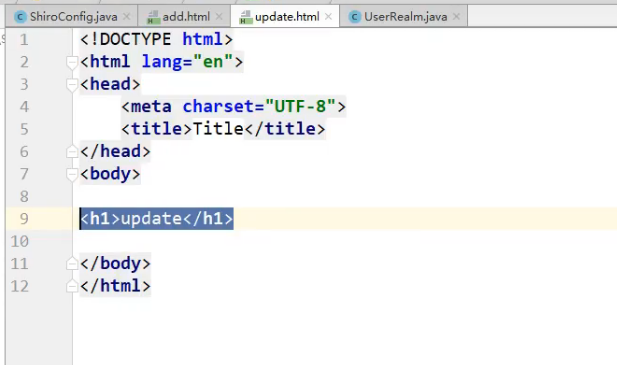 ShiroConfig.java × add.html × update.html × UserRealm.java ×
1 <!DOCTYPE html>
2 <html lang="en">
3 <head>
4     <meta charset="UTF-8">
5     <title>Title</title>
6 </head>
7 <body>
8
9 <h1>update</h1>
10
11 </body>
12 </html>